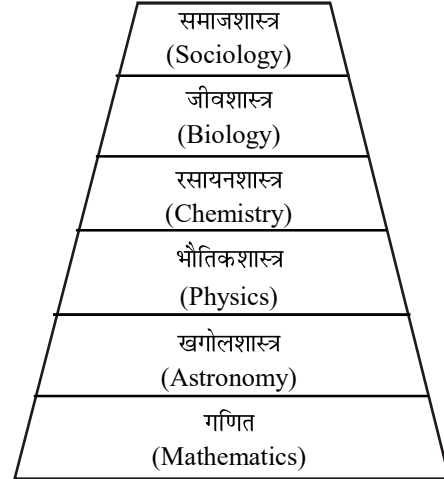 समाजशास्त्र
(Sociology)
जीवशास्त्र
(Biology)
रसायनशास्त्र
(Chemistry)
भौतिकशास्त्र
(Physics)
खगोलशास्त्र
(Astronomy)
गणित
(Mathematics)